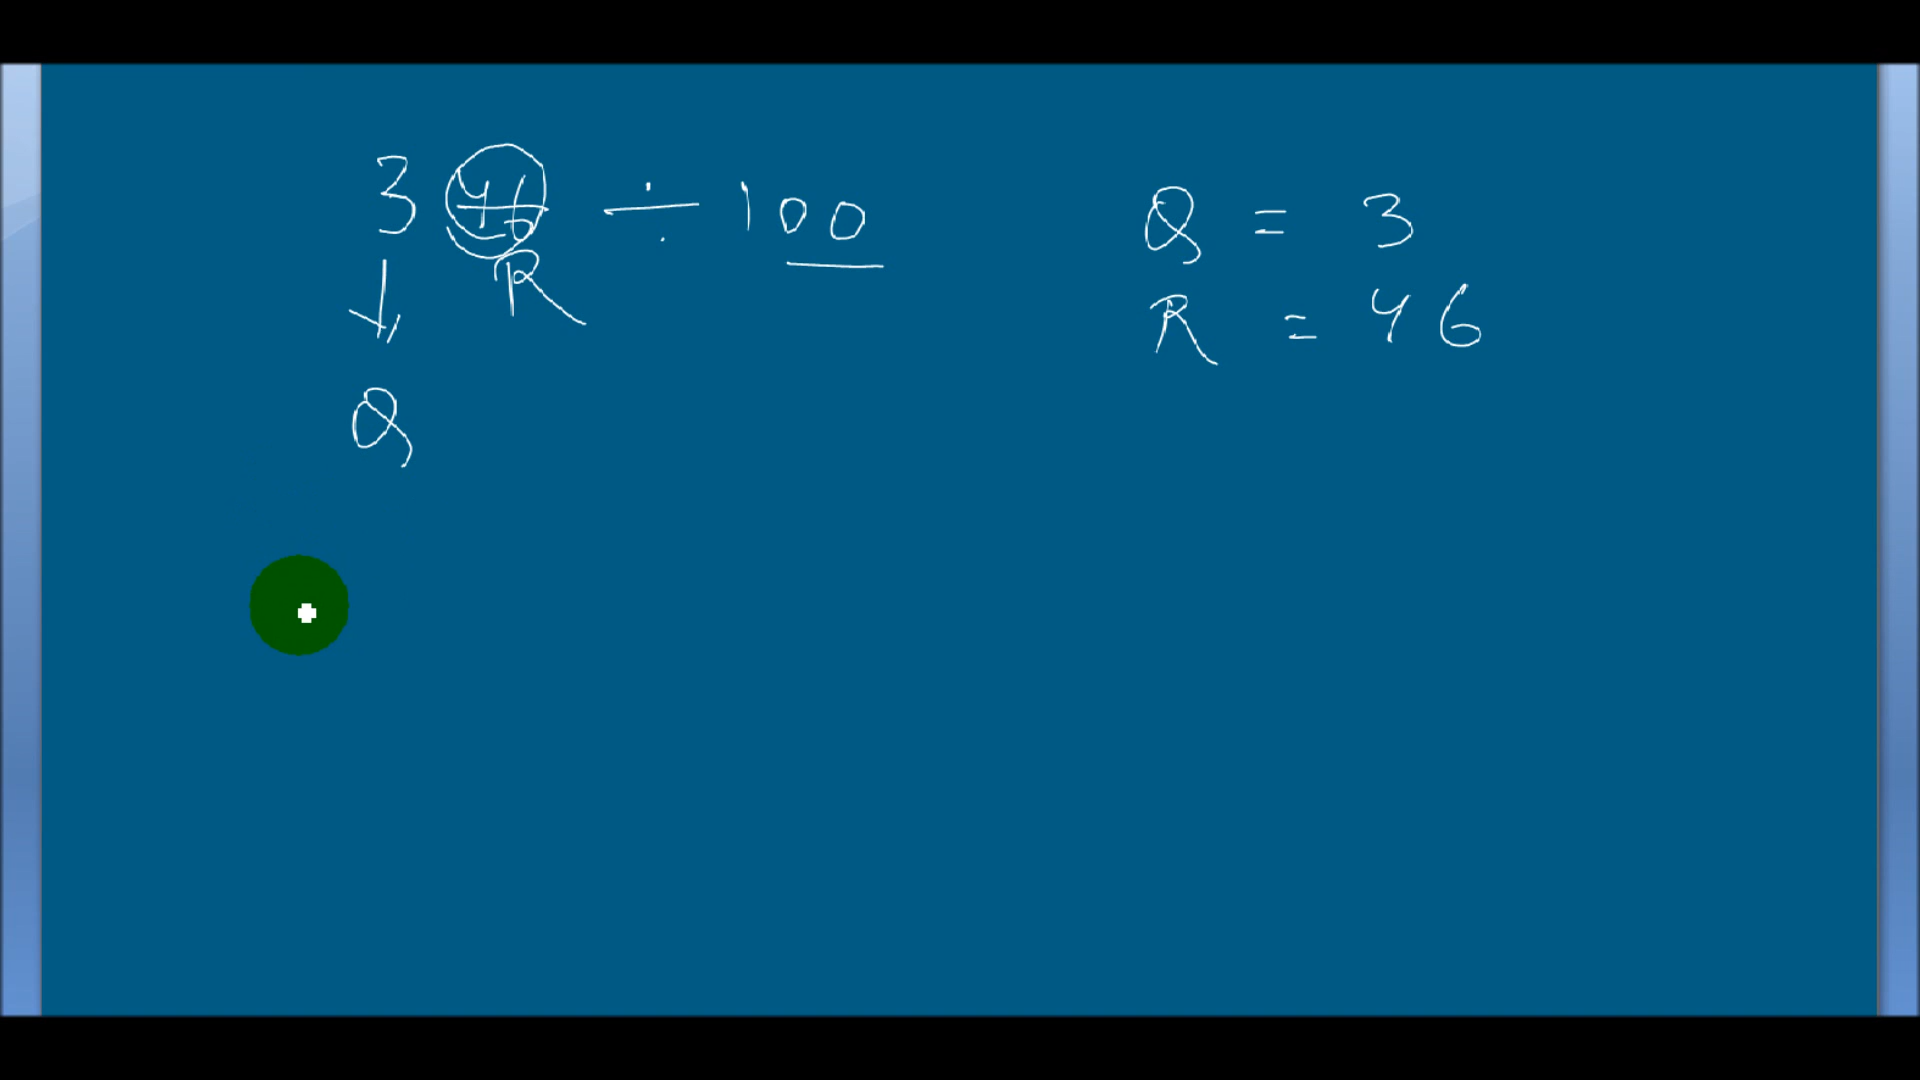 346 ÷ 100
R
Q
Q = 3
R = 46